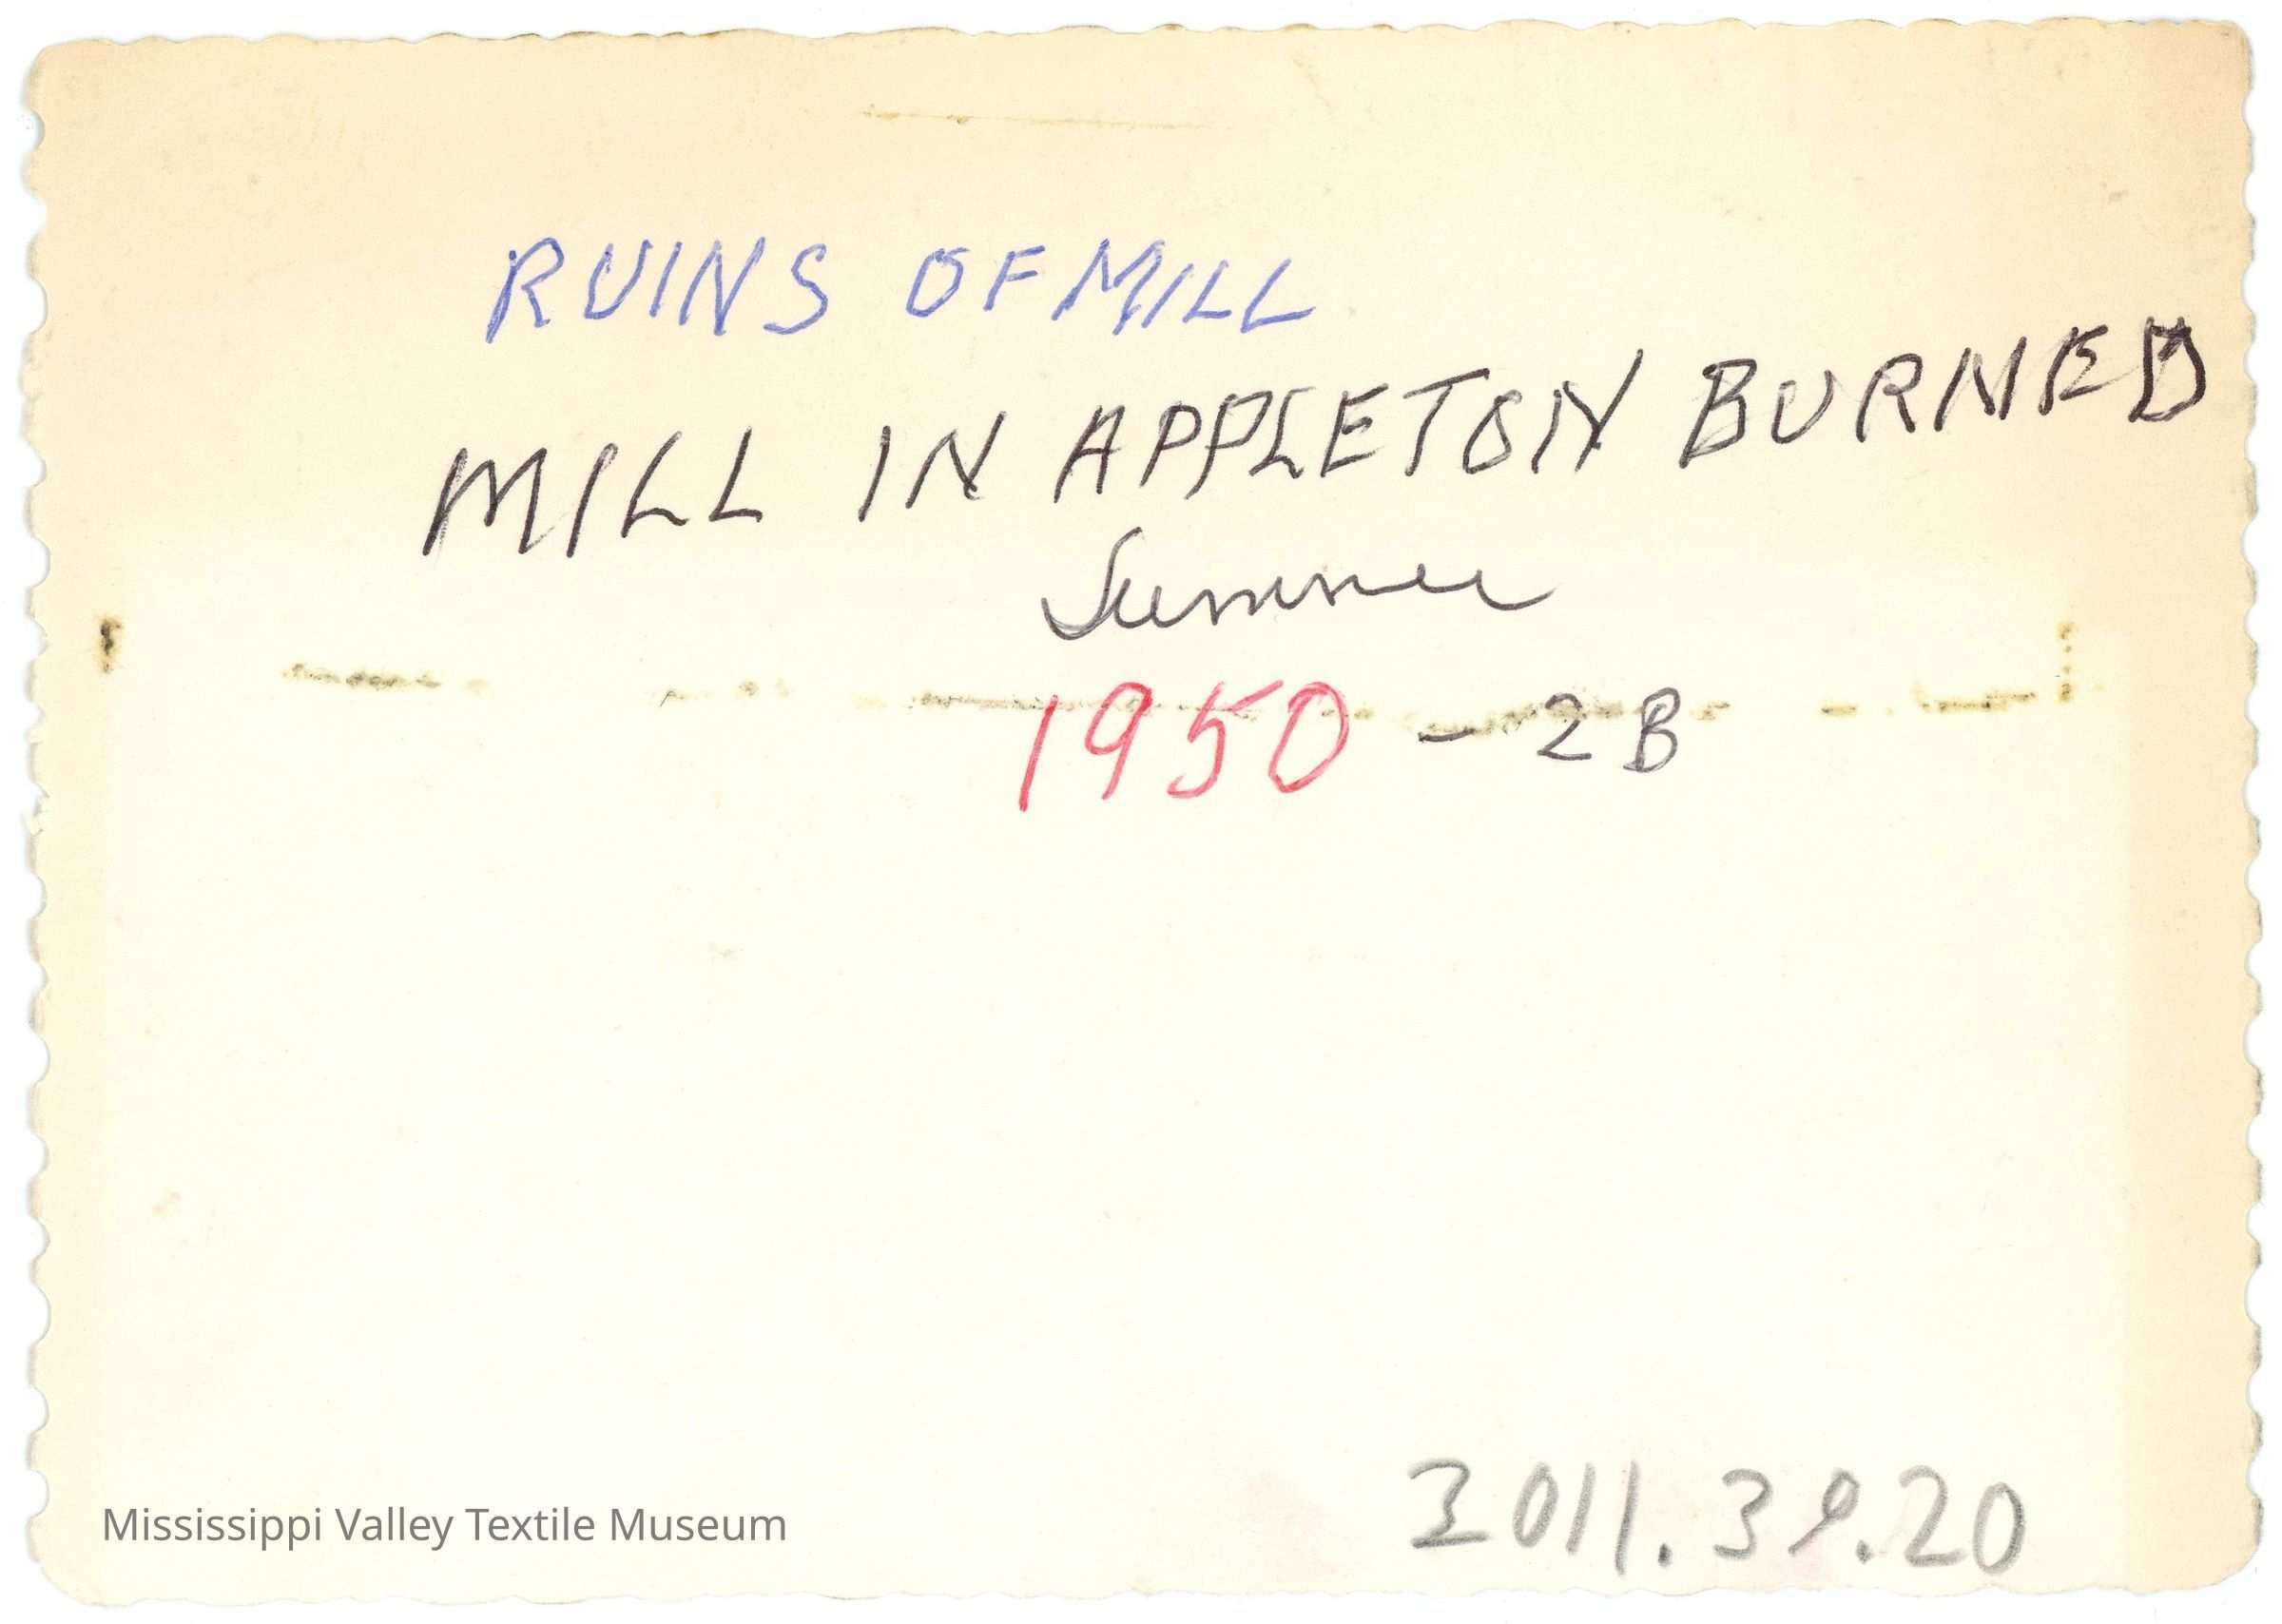 RUINS OF MILL
MILL IN APPLETON BURNED
Summer
1950 - 2B
2011.39.20
Mississippi Valley Textile Museum